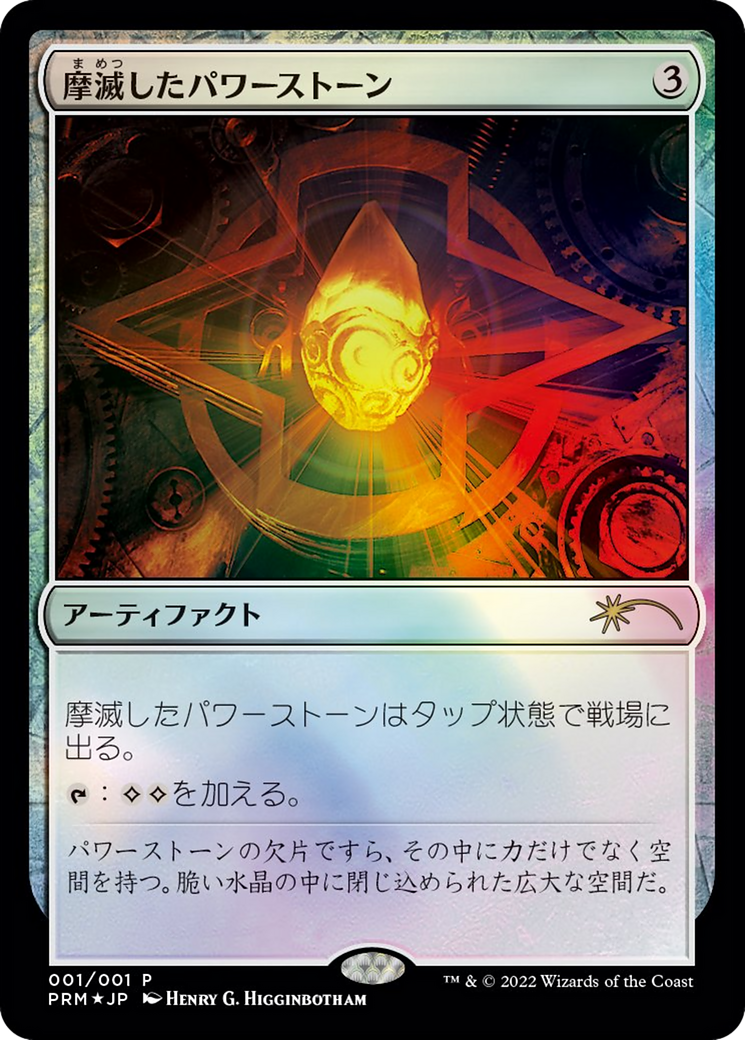 まめつ
摩滅したパワーストーン 3
アーティファクト
摩滅したパワーストーンはタップ状態で戦場に
出る。
:を加える。
パワーストーンの欠片ですら、その中に力だけでなく空
間を持つ。脆い水晶の中に閉じ込められた広大な空間だ。
001/001 P
PRM★JP Henry G. Higginbotham
™ & © 2022 Wizards of the Coast